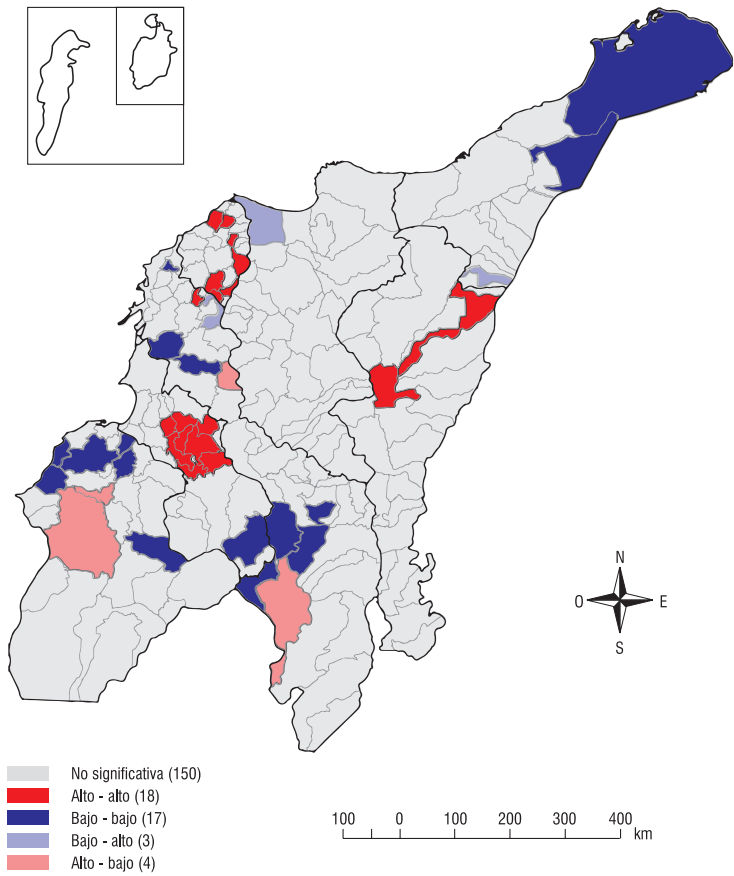 N
O E
S
No significativa (150)
Alto - alto (18)
Bajo - bajo (17)
Bajo - alto (3)
Alto - bajo (4)
100 0 100 200 300 400
km